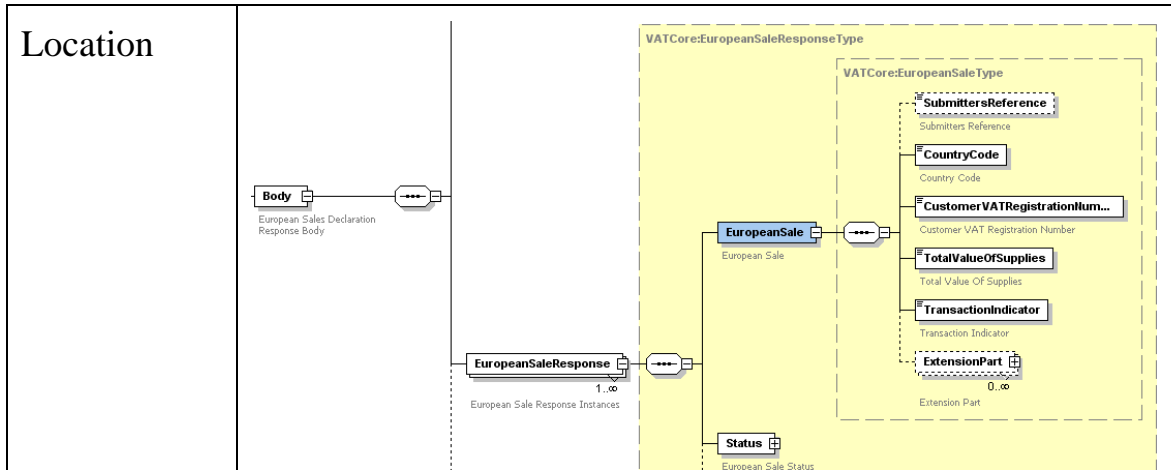 Location
VATCore:EuropeanSaleResponseType
VATCore:EuropeanSaleType
SubmittersReference
Submitters Reference
CountryCode
Country Code
Body
European Sales Declaration
Response Body
CustomerVATRegistrationNum...
Customer VAT Registration Number
EuropeanSale
European Sale
TotalValueOfSupplies
Total Value Of Supplies
TransactionIndicator
Transaction Indicator
EuropeanSaleResponse
1..∞
European Sale Response Instances
ExtensionPart
0..∞
Extension Part
Status
European Sale Status